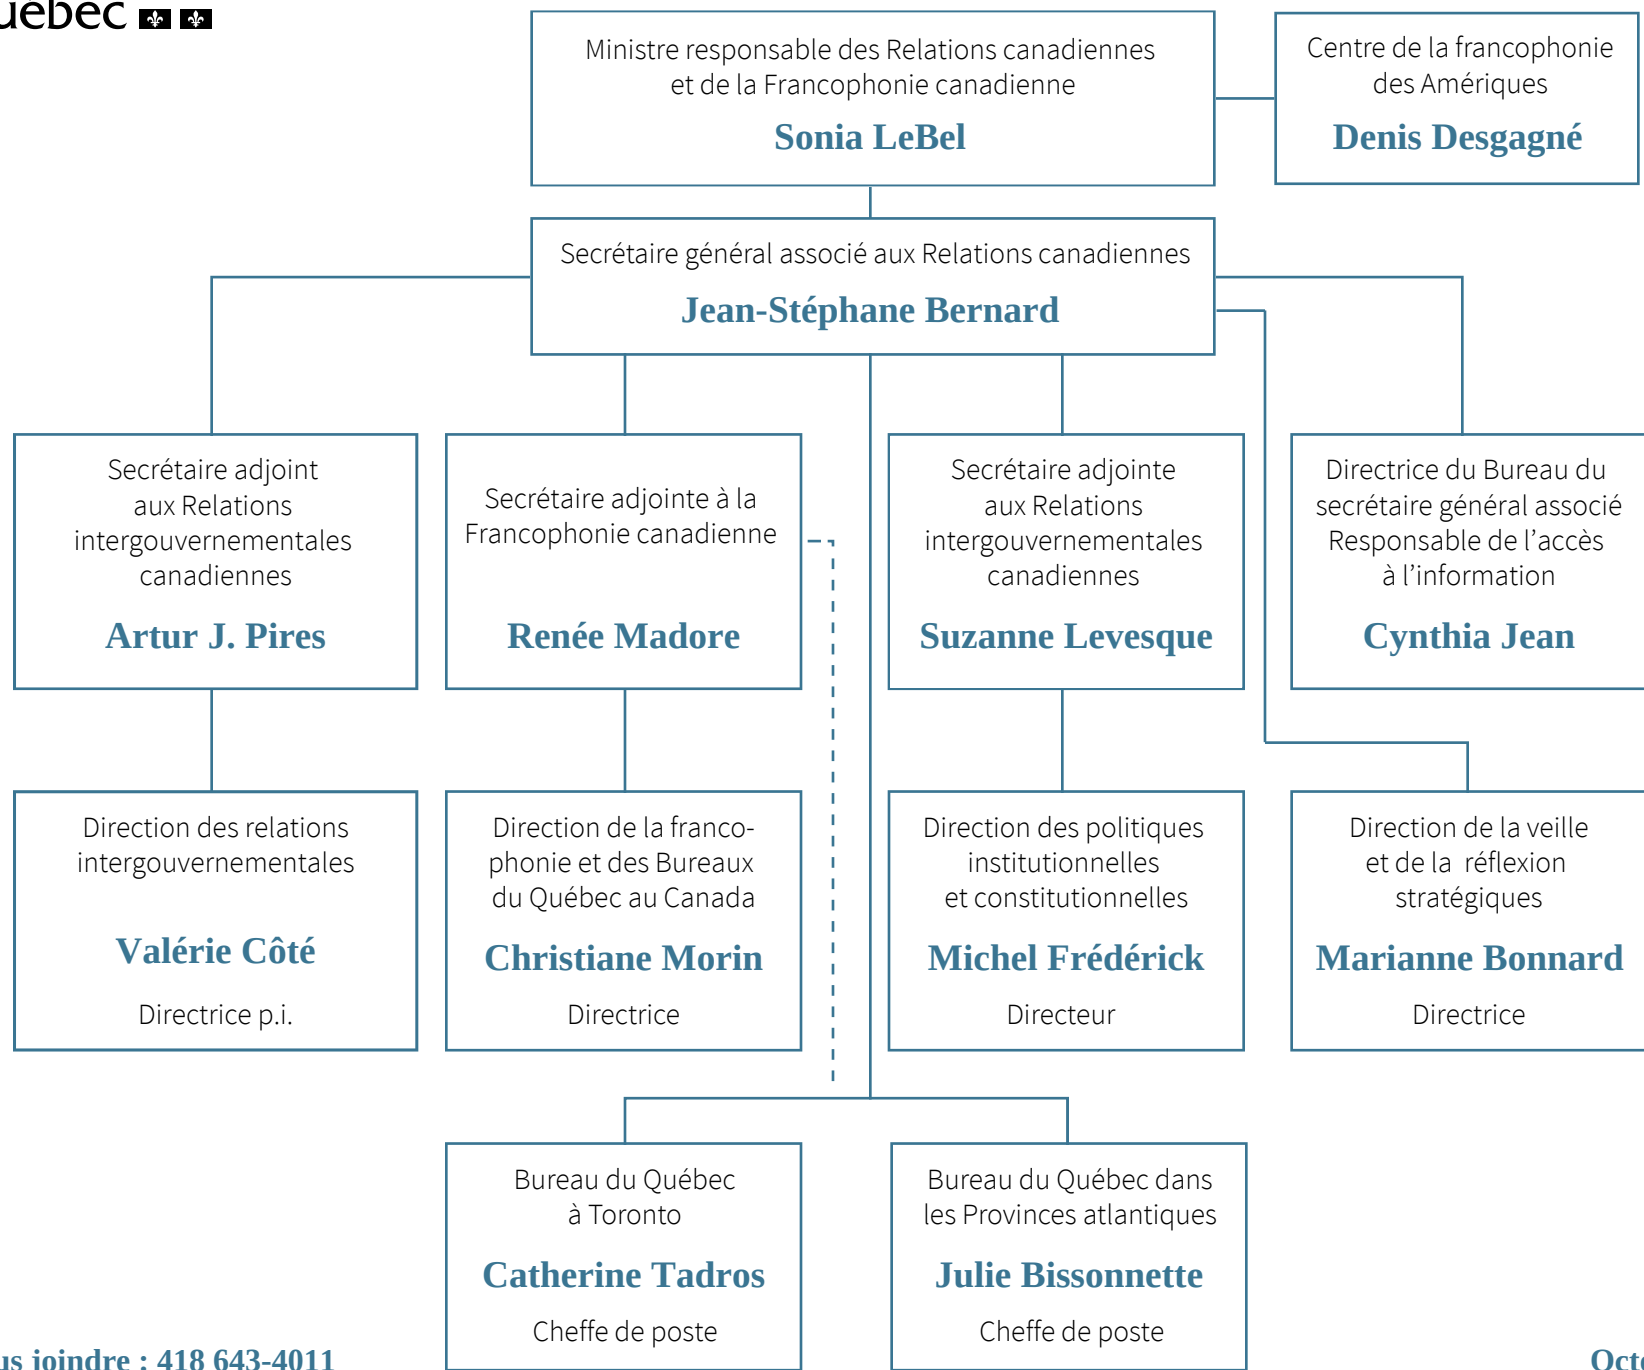 Ministre responsable des Relations canadiennes
et de la Francophonie canadienne
Sonia LeBel
Centre de la francophonie
des Amériques
Denis Desgagné
Secrétaire général associé aux Relations canadiennes
Jean-Stéphane Bernard
Secrétaire adjoint
aux Relations
intergouvernementales
canadiennes
Artur J. Pires
Secrétaire adjointe à la
Francophonie canadienne
Renée Madore
Secrétaire adjointe
aux Relations
intergouvernementales
canadiennes
Suzanne Levesque
Directrice du Bureau du
secrétaire général associé
Responsable de l’accès
à l’information
Cynthia Jean
Direction des relations
intergouvernementales
Valérie Côté
Directrice p.i.
Direction de la franco-
phonie et des Bureaux
du Québec au Canada
Christiane Morin
Directrice
Direction des politiques
institutionnelles
et constitutionnelles
Michel Frédérick
Directeur
Direction de la veille
et de la réflexion
stratégiques
Marianne Bonnard
Directrice
Bureau du Québec
à Toronto
Catherine Tadros
Cheffe de poste
Bureau du Québec dans
les Provinces atlantiques
Julie Bissonnette
Cheffe de poste
joindre : 418 643-4011